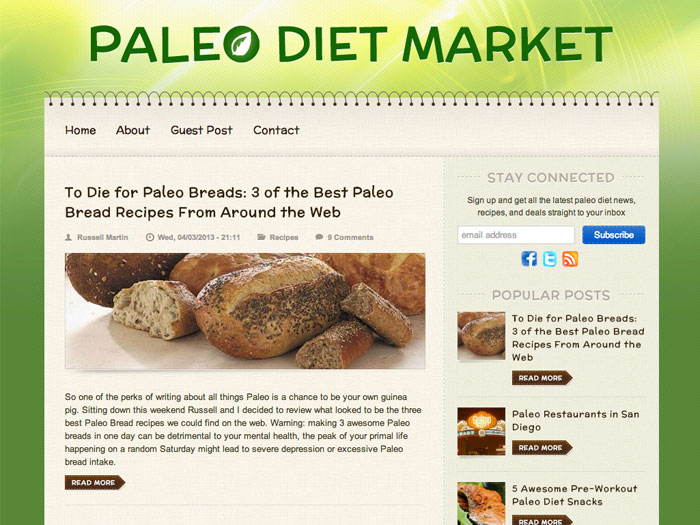 PALEO DIET MARKET
Home About Guest Post Contact
To Die for Paleo Breads: 3 of the Best Paleo
Bread Recipes From Around the Web
Russell Martin Wed, 04/03/2013 - 21:11 Recipes 9 Comments
So one of the perks of writing about all things Paleo is a chance to be your own guinea
pig. Sitting down this weekend Russell and I decided to review what looked to be the three
best Paleo Bread recipes we could find on the web. Warning: making 3 awesome Paleo
breads in one day can be detrimental to your mental health, the peak of your primal life
happening on a random Saturday might lead to severe depression or excessive Paleo
bread intake.
READ MORE
STAY CONNECTED
Sign up and get all the latest paleo diet news,
recipes, and deals straight to your inbox
email address Subscribe
POPULAR POSTS
To Die for Paleo Breads:
3 of the Best Paleo Bread
Recipes From Around the
Web
READ MORE
Paleo Restaurants in San
Diego
READ MORE
5 Awesome Pre-Workout
Paleo Diet Snacks
READ MORE